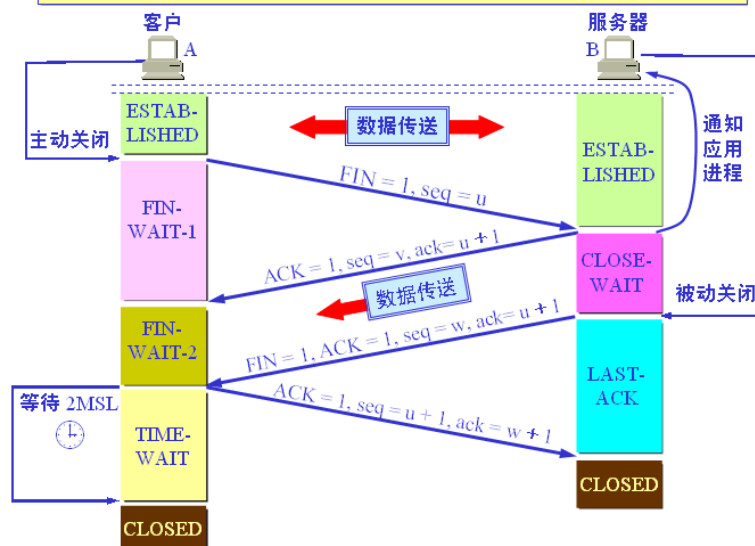 客户
服务器
A
B
ESTAB-
LISHED
数据传送
通知
应用
进程
主动关闭
ESTAB-
LISHED
FIN = 1, seq = u
FIN-
WAIT-1
ACK = 1, seq = v, ack= u + 1
CLOSE-
WAIT
数据传送
被动关闭
FIN-
WAIT-2
FIN = 1, ACK = 1, seq = w, ack= u + 1
LAST-
ACK
等待 2MSL
ACK = 1, seq = u + 1, ack = w + 1
TIME-
WAIT
CLOSED
CLOSED